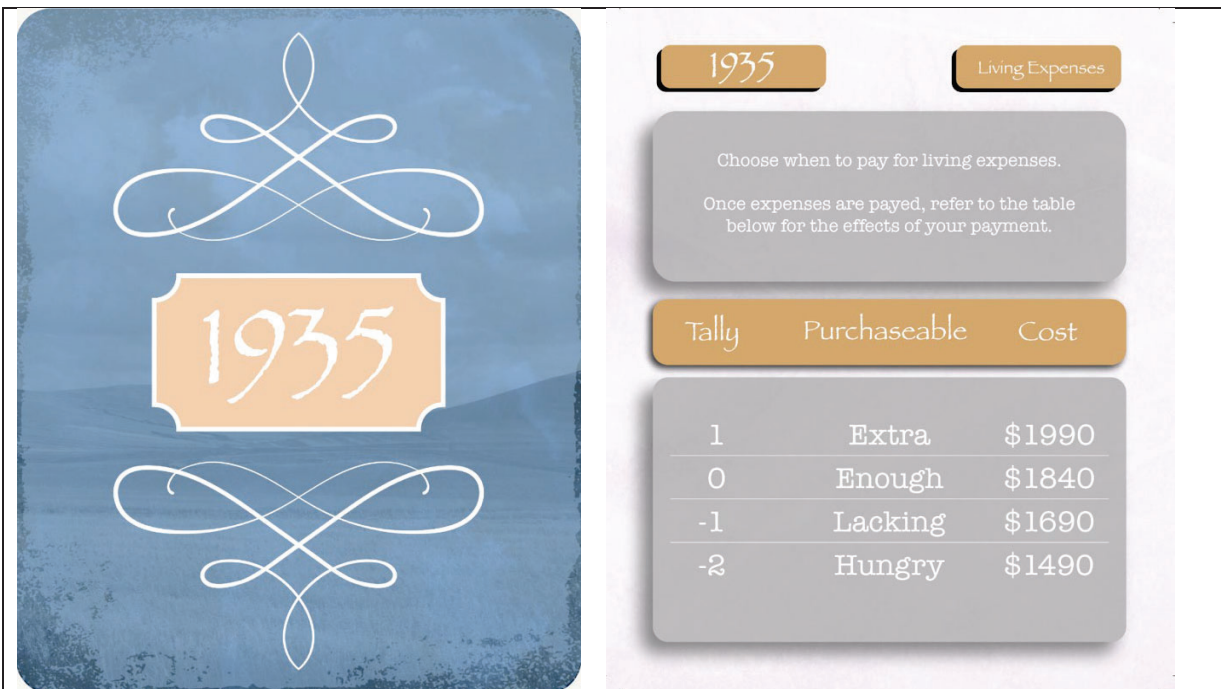 1935
1935
Living Expenses
Choose when to pay for living expenses.
Once expenses are payed, refer to the table
below for the effects of your payment.
Tally Purchaseable Cost
1 Extra $1990
0 Enough $1840
-1 Lacking $1690
-2 Hungry $1490